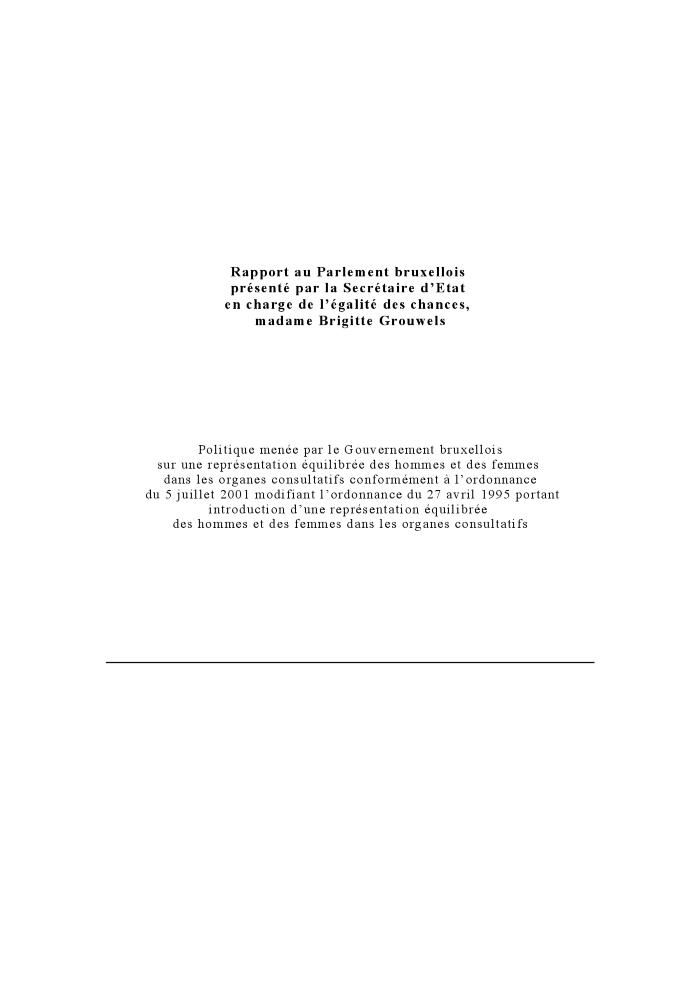 Rapport au Parlement bruxellois
présenté par la Secrétaire d’Etat
en charge de l’égalité des chances,
madame Brigitte Grouwels
Politique menée par le Gouvernement bruxellois
sur une représentation équilibrée des hommes et des femmes
dans les organes consultatifs conformément à l’ordonnance
du 5 juillet 2001 modifiant l’ordonnance du 27 avril 1995 portant
introduction d’une représentation équilibrée
des hommes et des femmes dans les organes consultatifs